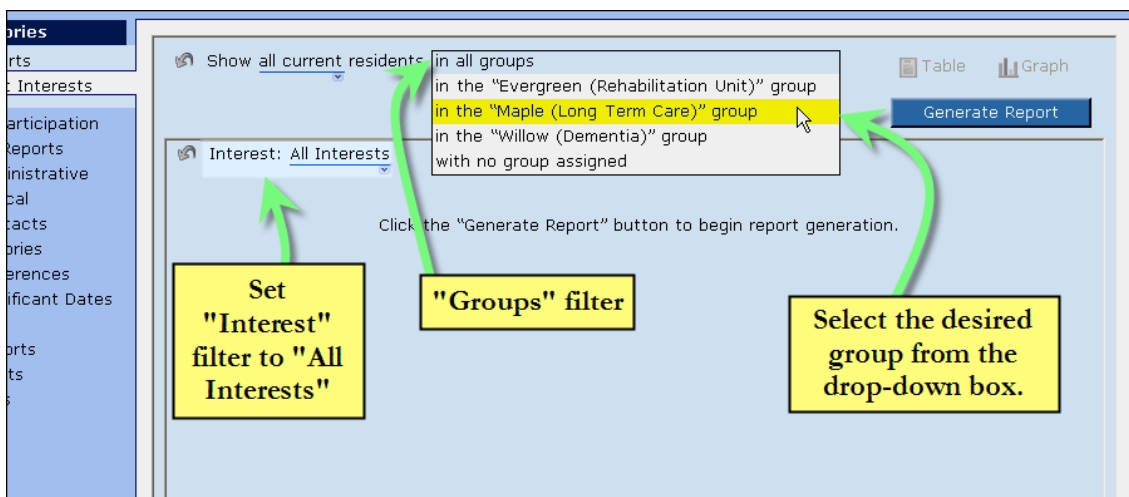 ories
rts
t Interests
articipation
Reports
inistrative
cal
tacts
ories
erences
ificant Dates
orts
ts
s
Show all current residents in all groups
in the "Evergreen (Rehabilitation Unit)" group
in the "Maple (Long Term Care)" group
in the "Willow (Dementia)" group
with no group assigned
Table
Graph
Generate Report
Interest: All Interests
Click the "Generate Report" button to begin report generation.
Set
"Interest"
filter to "All
Interests"
"Groups" filter
Select the desired
group from the
drop-down box.